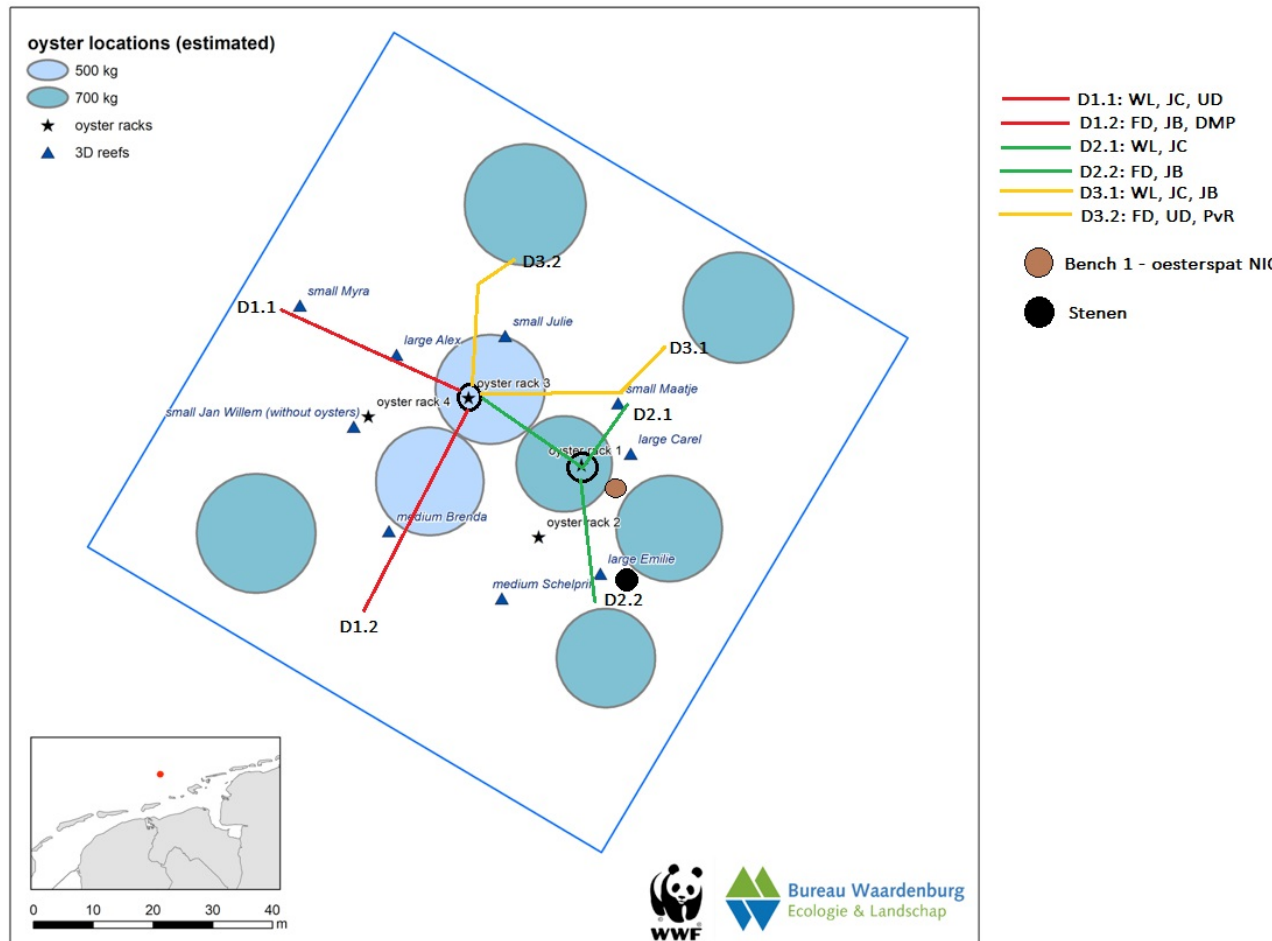 oyster locations (estimated)
500 kg
700 kg
oyster racks
3D reefs
D1.1: WL, JC, UD
D1.2: FD, JB, DMP
D2.1: WL, JC
D2.2: FD, JB
D3.1: WL, JC, JB
D3.2: FD, UD, PvR
Bench 1 - oesterspat NIO
Stenen
D3.2
small Myra
D1.1
small Julie
large Alex
D3.1
oyster rack 3
small Maatje
oyster rack 4
small Jan Willem (without oysters)
D2.1
large Carel
oyster rack 1
medium Brenda
oyster rack 2
large Emilie
medium Schelprif
D2.2
D1.2
0 10 20 30 40
m
WWF
Bureau Waardenburg
Ecologie & Landschap